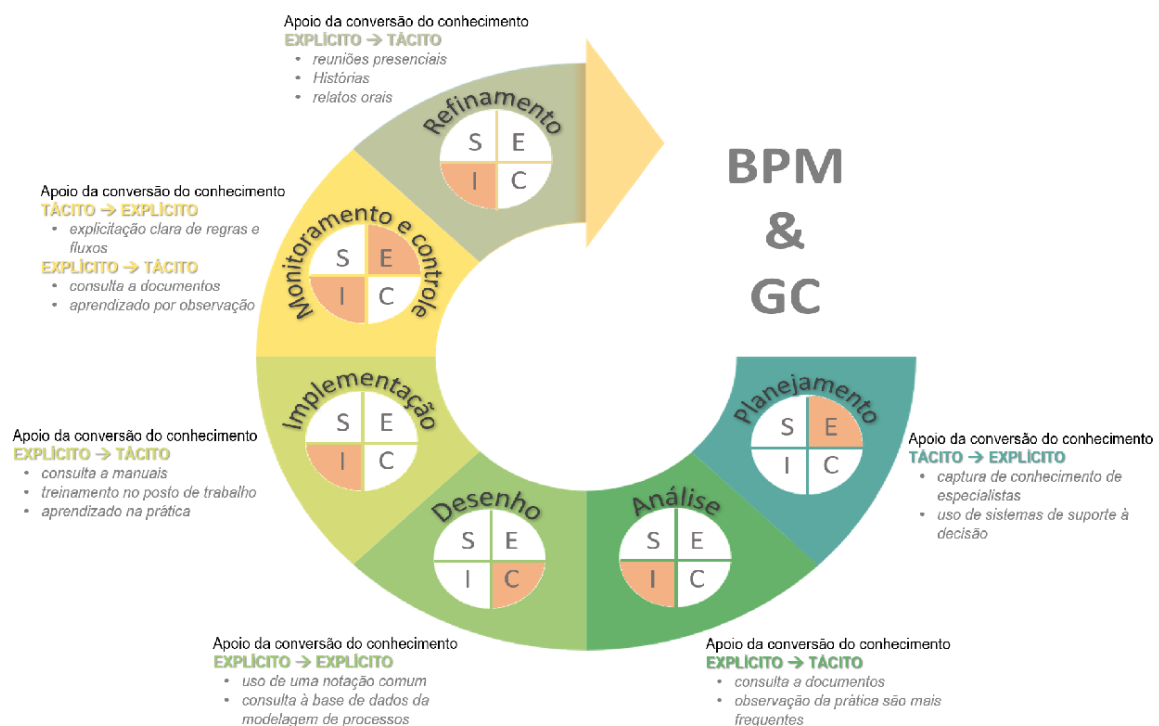 Apoio da conversão do conhecimento
EXPLÍCITO → TÁCITO
• reuniões presenciais
• Histórias
• relatos orais
Refinamento
S E
I C
BPM
&
GC
Apoio da conversão do conhecimento
TÁCITO → EXPLÍCITO
• explicitação clara de regras e
fluxos
EXPLÍCITO → TÁCITO
• consulta a documentos
• aprendizado por observação
Monitoramento e controle
S E
I C
Apoio da conversão do conhecimento
EXPLÍCITO → TÁCITO
• consulta a manuais
• treinamento no posto de trabalho
• aprendizado na prática
Implementação
S E
I C
Planejamento
S E
I C
Apoio da conversão do conhecimento
TÁCITO → EXPLÍCITO
• captura de conhecimento de
especialistas
• uso de sistemas de suporte à
decisão
Desenho
S E
I C
Análise
S E
I C
Apoio da conversão do conhecimento
EXPLÍCITO → EXPLÍCITO
• uso de uma notação comum
• consulta à base de dados da
modelagem de processos
Apoio da conversão do conhecimento
EXPLÍCITO → TÁCITO
• consulta a documentos
• observação da prática são mais
frequentes